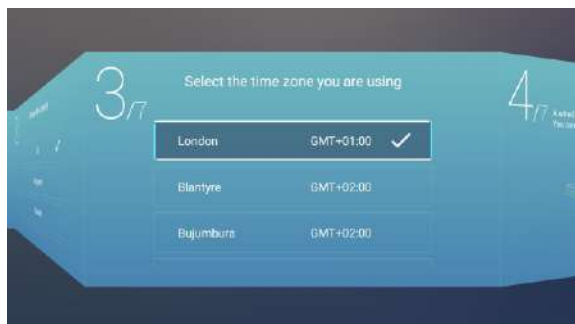 3/7
Select the time zone you are using
London GMT+01:00
Blantyre GMT+02:00
Bujumbura GMT+02:00
4/7